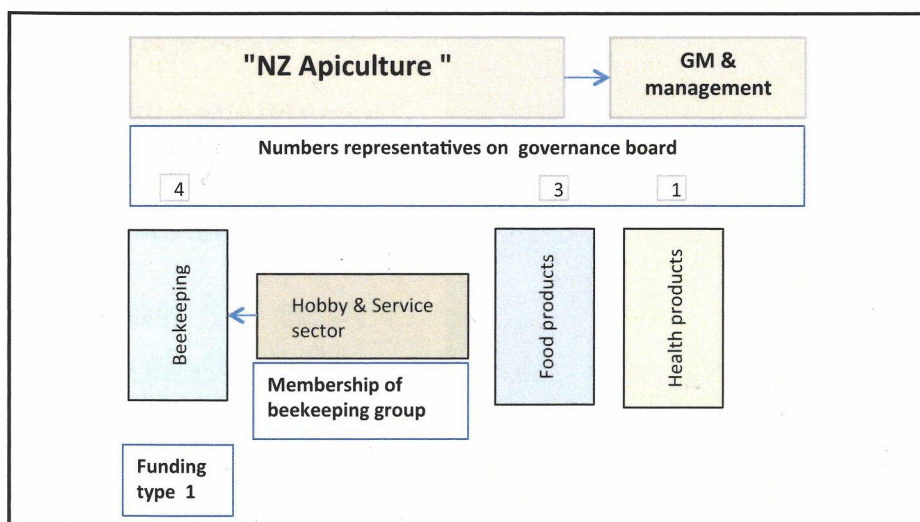 "NZ Apiculture "
GM &
management
Numbers representatives on governance board
4
3
1
Beekeeping
Hobby & Service
sector
Membership of
beekeeping group
Food products
Health products
Funding
type 1